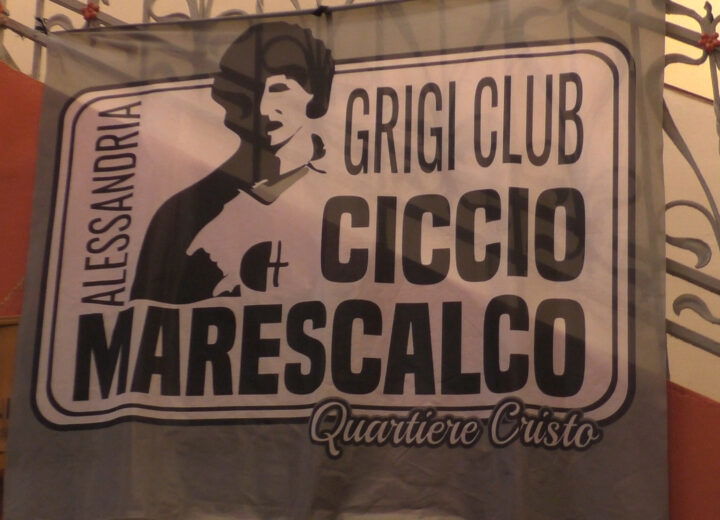 ALESSANDRIA
GRIGI CLUB
CICCIO
MARESCALCO
Quartiere Cristo